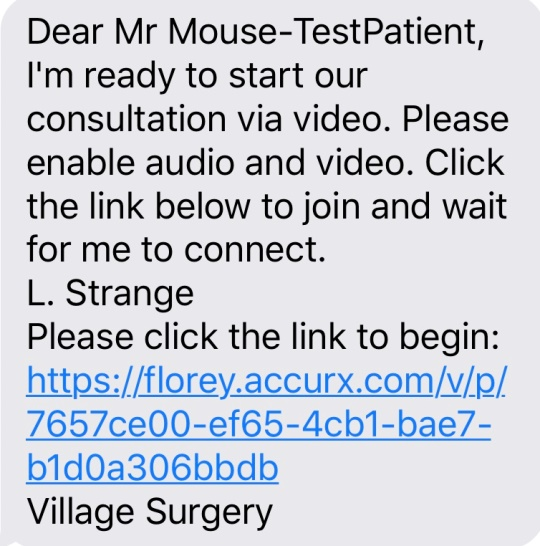 Dear Mr Mouse-TestPatient,
I'm ready to start our
consultation via video. Please
enable audio and video. Click
the link below to join and wait
for me to connect.
L. Strange
Please click the link to begin:
https://florey.accurx.com/v/p/
7657ce00-ef65-4cb1-bae7-
b1d0a306bbdb
Village Surgery